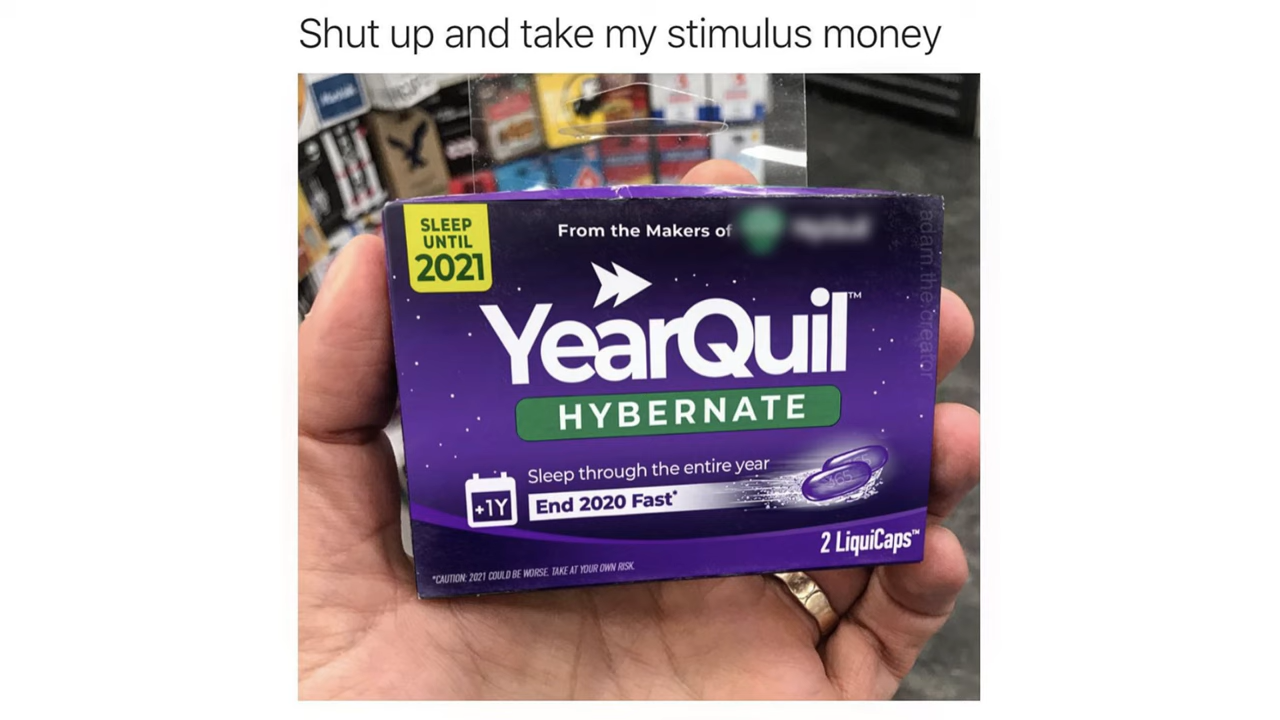 Shut up and take my stimulus money
SLEEP
UNTIL
2021
From the Makers of
YearQuil™
HYBERNATE
+1Y
Sleep through the entire year
End 2020 Fast*
365
2 LiquiCaps™
*CAUTION: 2021 COULD BE WORSE. TAKE AT YOUR OWN RISK.
adam.the.creator